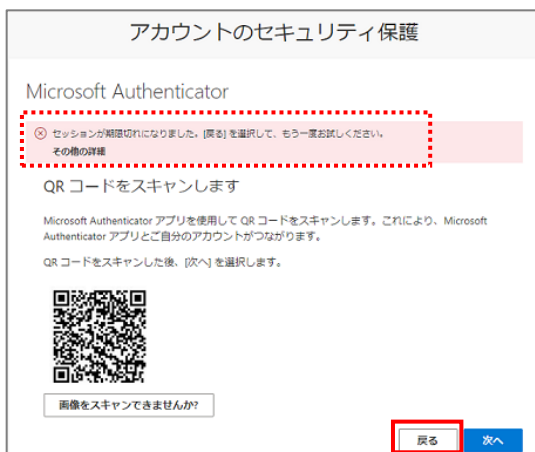 アカウントのセキュリティ保護
Microsoft Authenticator
セッションが期限切れになりました。[戻る] を選択して、もう一度お試しください。
その他の詳細
QR コードをスキャンします
Microsoft Authenticator アプリを使用して QR コードをスキャンします。これにより、Microsoft
Authenticator アプリとご自分のアカウントがつながります。
QR コードをスキャンした後、[次へ] を選択します。
画像をスキャンできませんか?
戻る 次へ